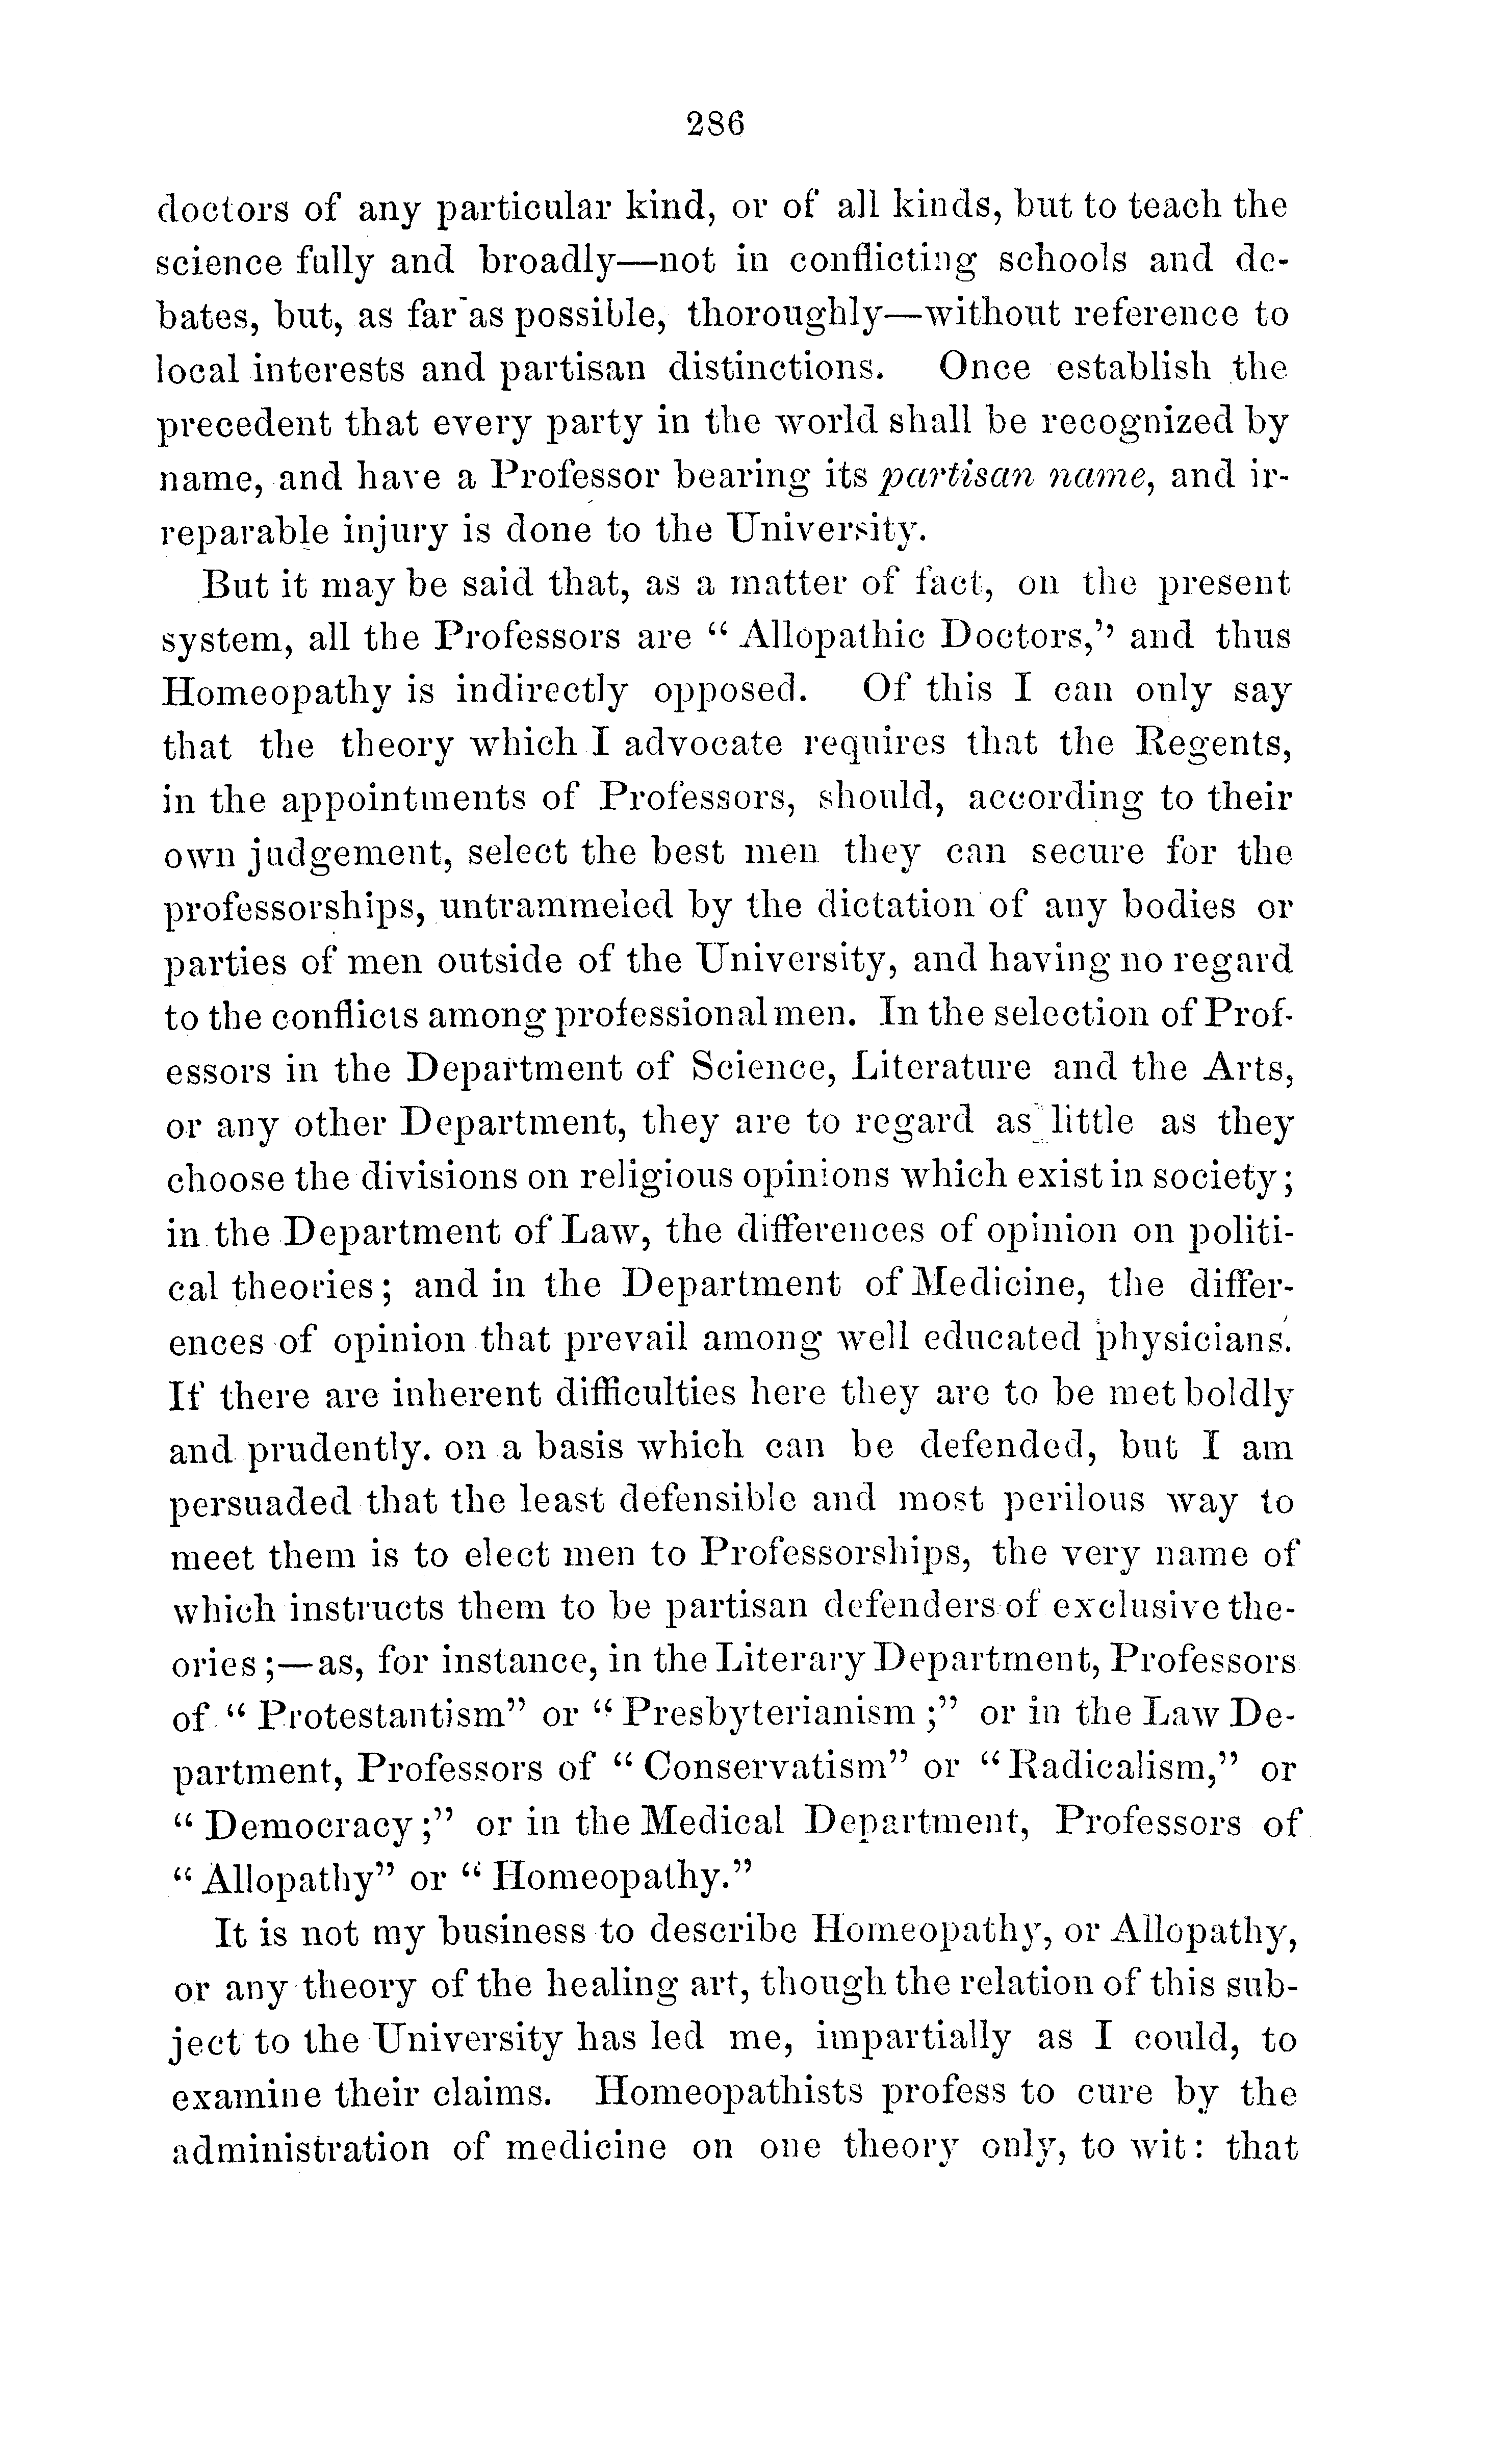 286
doctors of any particular kind, or of all kinds, but to teach the
science fully and broadly—not in conflicting schools and de-
bates, but, as far as possible, thoroughly—without reference to
local interests and partisan distinctions. Once establish the
precedent that every party in the world shall be recognized by
name, and have a Professor bearing its partisan name, and ir-
reparable injury is done to the University.
But it may be said that, as a matter of fact, on the present
system, all the Professors are “ Allopathic Doctors,” and thus
Homeopathy is indirectly opposed. Of this I can only say
that the theory which I advocate requires that the Regents,
in the appointments of Professors, should, according to their
own judgement, select the best men they can secure for the
professorships, untrammeled by the dictation of any bodies or
parties of men outside of the University, and having no regard
to the conflicts among professional men. In the selection of Prof-
essors in the Department of Science, Literature and the Arts,
or any other Department, they are to regard as little as they
choose the divisions on religious opinions which exist in society;
in the Department of Law, the differences of opinion on politi-
cal theories; and in the Department of Medicine, the differ-
ences of opinion that prevail among well educated physicians.
If there are inherent difficulties here they are to be met boldly
and prudently. on a basis which can be defended, but I am
persuaded that the least defensible and most perilous way to
meet them is to elect men to Professorships, the very name of
which instructs them to be partisan defenders of exclusive the-
ories;—as, for instance, in the Literary Department, Professors
of “ Protestantism” or “ Presbyterianism ;” or in the Law De-
partment, Professors of “ Conservatism” or “ Radicalism,” or
“ Democracy ;” or in the Medical Department, Professors of
“ Allopathy” or “ Homeopathy.”
It is not my business to describe Homeopathy, or Allopathy,
or any theory of the healing art, though the relation of this sub-
ject to the University has led me, impartially as I could, to
examine their claims. Homeopathists profess to cure by the
administration of medicine on one theory only, to wit: that